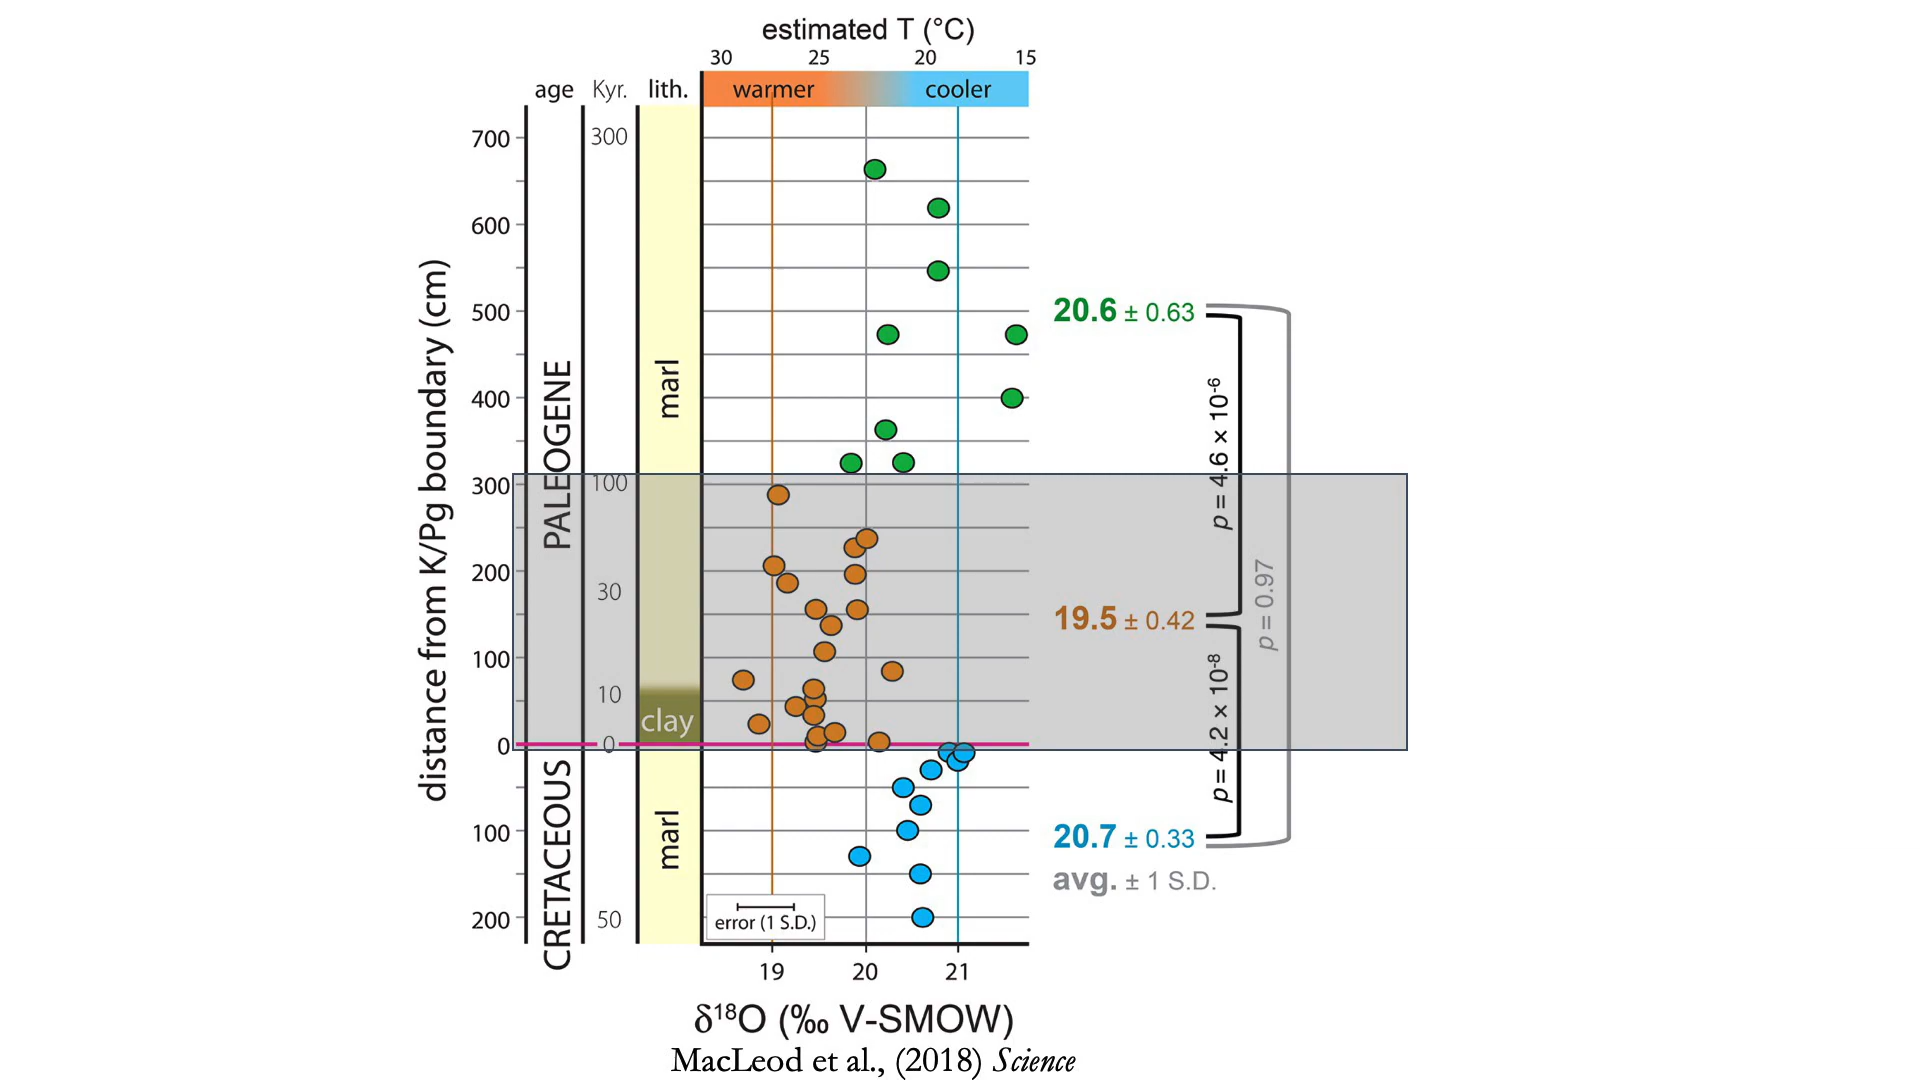 estimated T (°C)
30 25 20 15
age Kyr. lith. warmer cooler
distance from K/Pg boundary (cm)
700
600
500
400
300
200
100
0
100
200
PALEOGENE
CRETACEOUS
300
100
30
10
0
50
marl
clay
marl
20.6 ± 0.63
19.5 ± 0.42
20.7 ± 0.33
avg. ± 1 S.D.
p = 4.6 × 10⁻⁶
p = 4.2 × 10⁻⁸
p = 0.97
error (1 S.D.)
19 20 21
δ¹⁸O (‰ V-SMOW)
MacLeod et al., (2018) Science